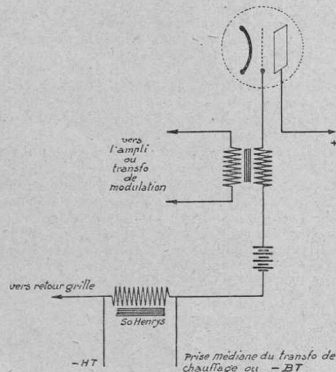 +
vers
l'ampli
ou
transfo
de
modulation
vers retour grille
50 Henrys
-HT
Prise médiane du transfo de
chauffage ou -BT